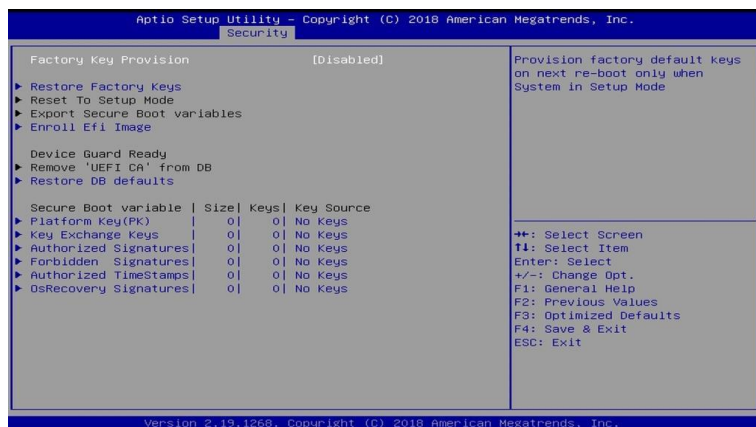 Aptio Setup Utility – Copyright (C) 2018 American Megatrends, Inc.
Security
Factory Key Provision [Disabled]
▶ Restore Factory Keys
▶ Reset To Setup Mode
▶ Export Secure Boot variables
▶ Enroll Efi Image
Device Guard Ready
▶ Remove 'UEFI CA' from DB
▶ Restore DB defaults
Secure Boot variable | Size| Keys| Key Source
▶ Platform Key(PK) | 0| 0| No Keys
▶ Key Exchange Keys | 0| 0| No Keys
▶ Authorized Signatures| 0| 0| No Keys
▶ Forbidden Signatures| 0| 0| No Keys
▶ Authorized TimeStamps| 0| 0| No Keys
▶ OsRecovery Signatures| 0| 0| No Keys
Provision factory default keys
on next re-boot only when
System in Setup Mode
→←: Select Screen
↑↓: Select Item
Enter: Select
+/-: Change Opt.
F1: General Help
F2: Previous Values
F3: Optimized Defaults
F4: Save & Exit
ESC: Exit
Version 2.19.1268. Copyright (C) 2018 American Megatrends, Inc.